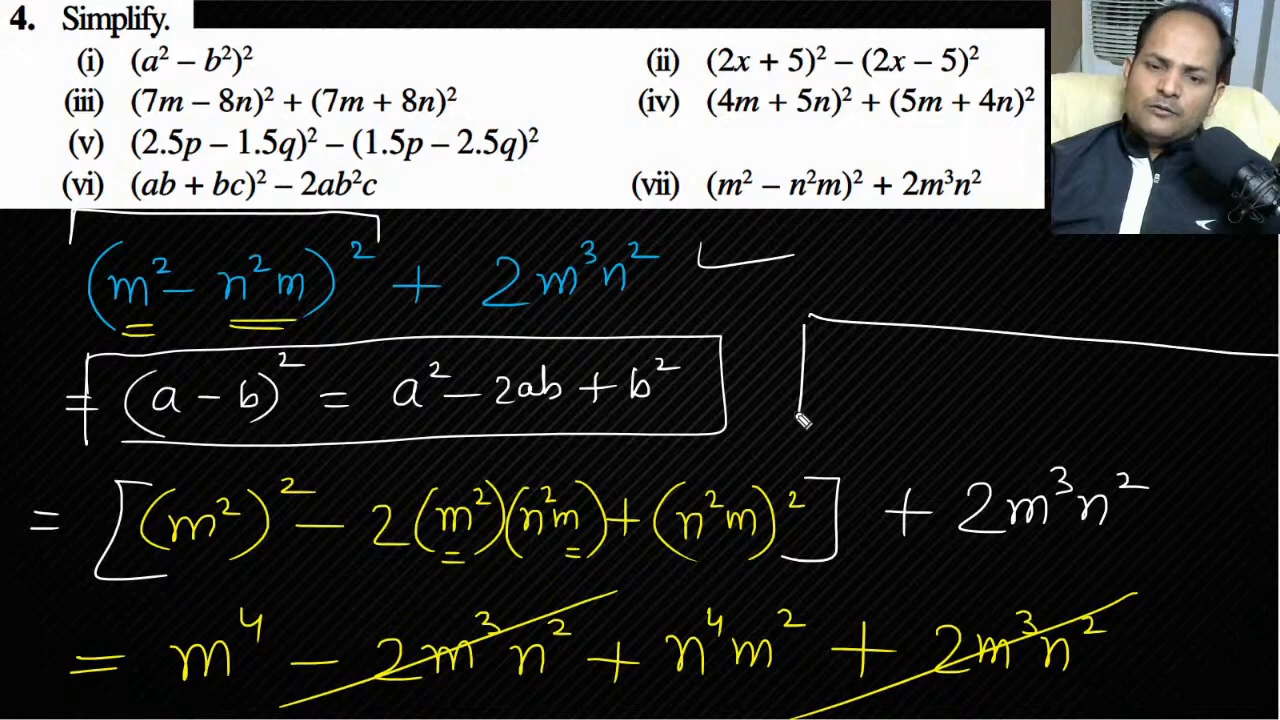 4. Simplify.
(i) (a² – b²)² (ii) (2x + 5)² – (2x – 5)²
(iii) (7m – 8n)² + (7m + 8n)² (iv) (4m + 5n)² + (5m + 4n)²
(v) (2.5p – 1.5q)² – (1.5p – 2.5q)²
(vi) (ab + bc)² – 2ab²c (vii) (m² – n²m)² + 2m³n²
(m² – n²m)² + 2m³n²
= (a – b)² = a² – 2ab + b²
= [(m²)² – 2(m²)(n²m) + (n²m)²] + 2m³n²
= m⁴ – 2m³n² + n⁴m² + 2m³n²